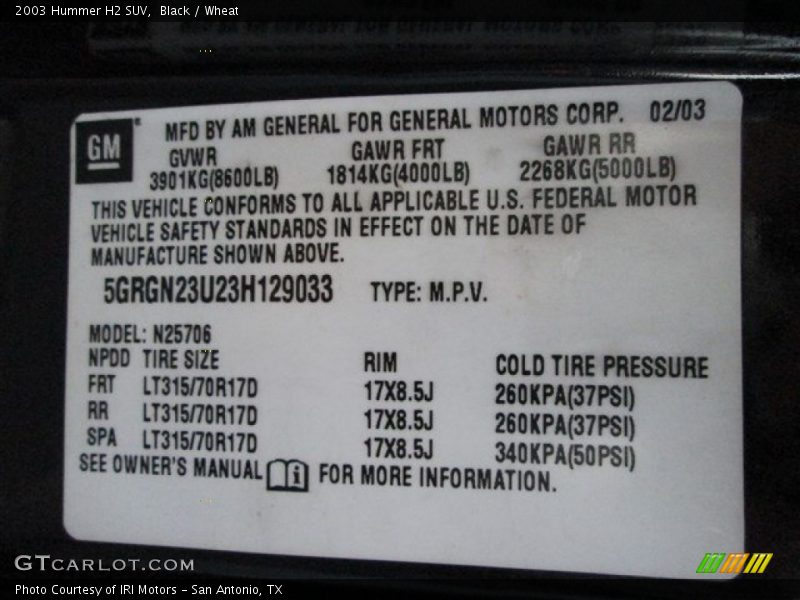 2003 Hummer H2 SUV,  Black / Wheat
GM
MFD BY AM GENERAL FOR GENERAL MOTORS CORP.  02/03
GVWR GAWR FRT GAWR RR
3901KG(8600LB) 1814KG(4000LB) 2268KG(5000LB)
THIS VEHICLE CONFORMS TO ALL APPLICABLE U.S. FEDERAL MOTOR
VEHICLE SAFETY STANDARDS IN EFFECT ON THE DATE OF
MANUFACTURE SHOWN ABOVE.
5GRGN23U23H129033 TYPE: M.P.V.
MODEL: N25706
NPDD TIRE SIZE RIM COLD TIRE PRESSURE
FRT LT315/70R17D 17X8.5J 260KPA(37PSI)
RR LT315/70R17D 17X8.5J 260KPA(37PSI)
SPA LT315/70R17D 17X8.5J 340KPA(50PSI)
SEE OWNER'S MANUAL i FOR MORE INFORMATION.
GTCARLOT.COM
Photo Courtesy of IRI Motors – San Antonio, TX